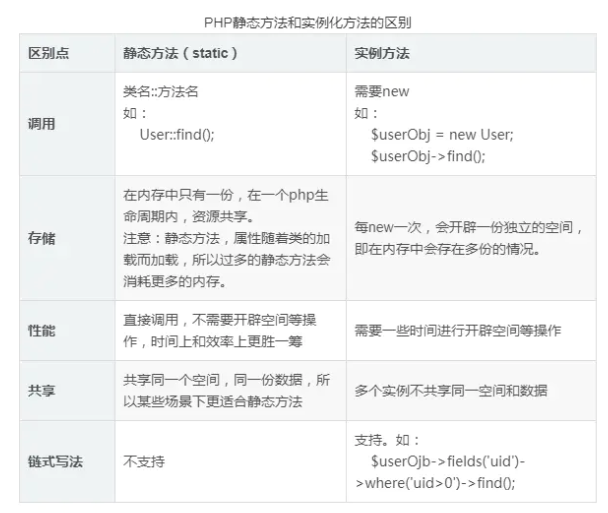 PHP静态方法和实例化方法的区别
区别点
静态方法（static）
实例方法
调用
类名::方法名
如：
User::find();
需要new
如：
$userObj = new User;
$userObj->find();
存储
在内存中只有一份，在一个php生
命周期内，资源共享。
注意：静态方法，属性随着类的加
载而加载，所以过多的静态方法会
消耗更多的内存。
每new一次，会开辟一份独立的空间，
即在内存中会存在多份的情况。
性能
直接调用，不需要开辟空间等操
作，时间上和效率上更胜一筹
需要一些时间进行开辟空间等操作
共享
共享同一个空间，同一份数据，所
以某些场景下更适合静态方法
多个实例不共享同一空间和数据
链式写法
不支持
支持。如：
$userOjb->fields('uid')-
>where('uid>0')->find();